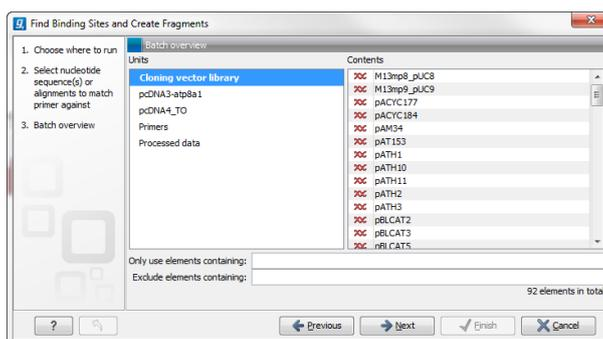 Find Binding Sites and Create Fragments
1. Choose where to run
2. Select nucleotide
sequence(s) or
alignments to match
primer against
3. Batch overview
Batch overview
Units
Cloning vector library
pcDNA3-atp8a1
pcDNA4_TO
Primers
Processed data
Contents
M13mp8_pUC8
M13mp9_pUC9
pACYC177
pACYC184
pAM34
pAT153
pATH1
pATH10
pATH11
pATH2
pATH3
pBLCAT2
pBLCAT3
pBLCAT5
Only use elements containing:
Exclude elements containing:
92 elements in total
?
Previous
Next
Finish
Cancel